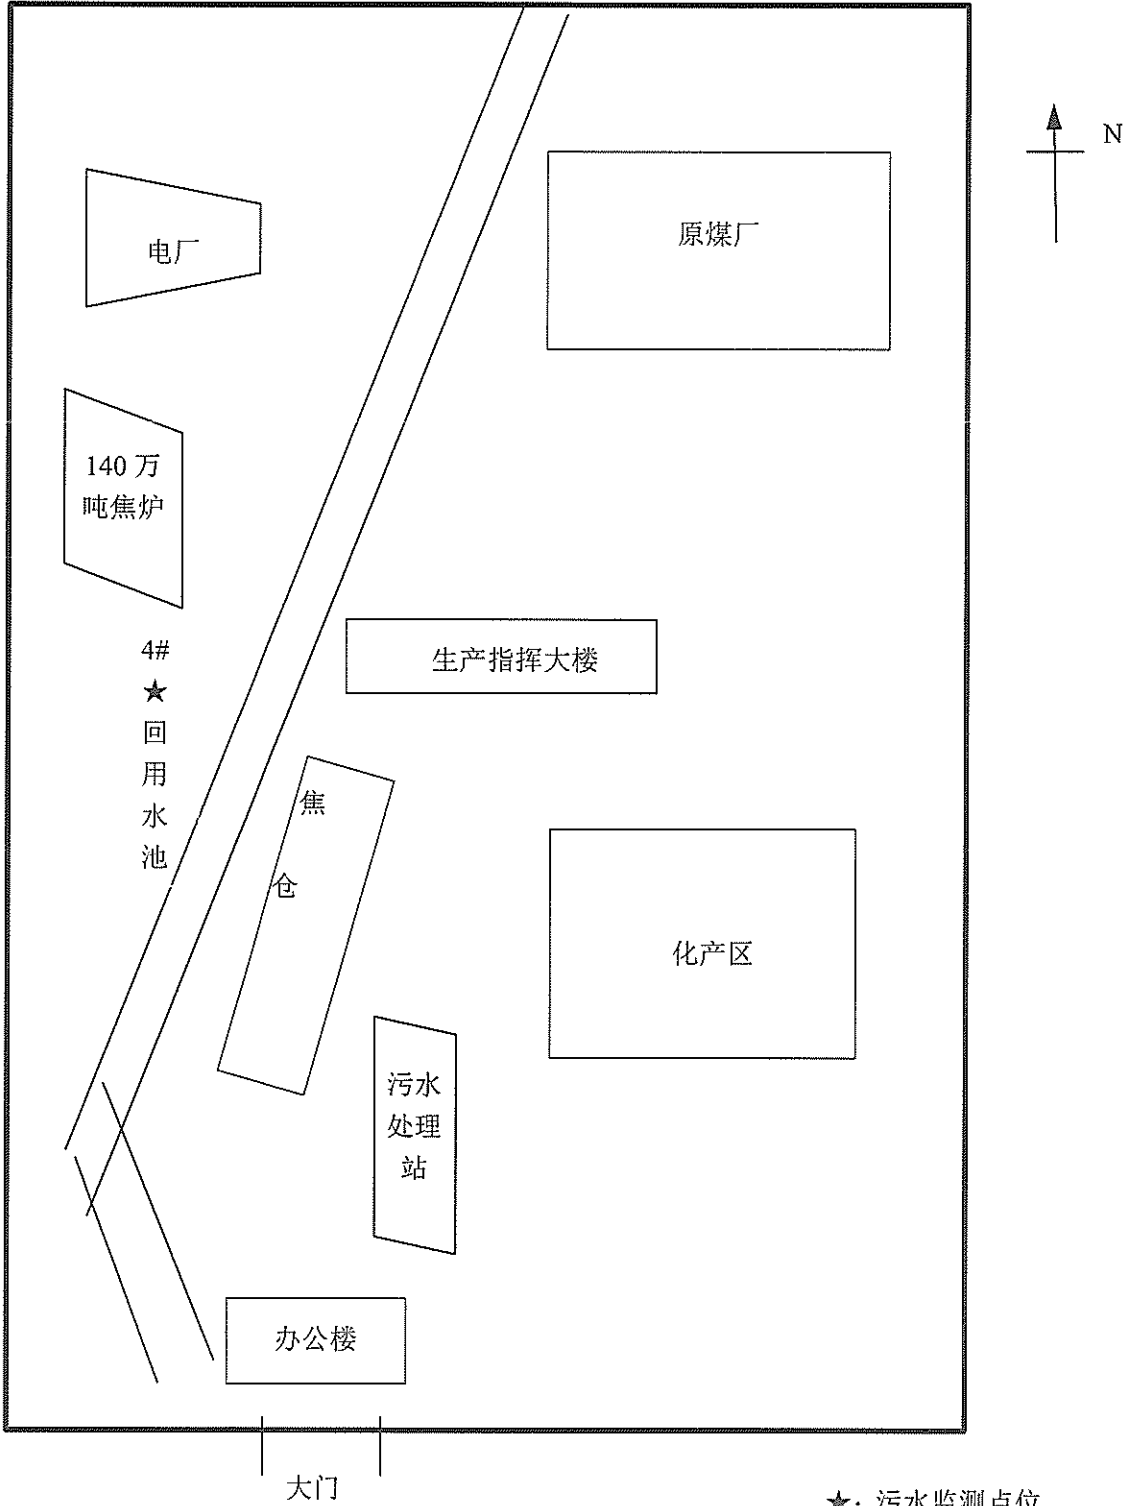 N
电厂
原煤厂
140 万
吨焦炉
4#
★
回
用
水
池
生产指挥大楼
焦
仓
化产区
污水
处理
站
办公楼
大门
★: 污水监测点位